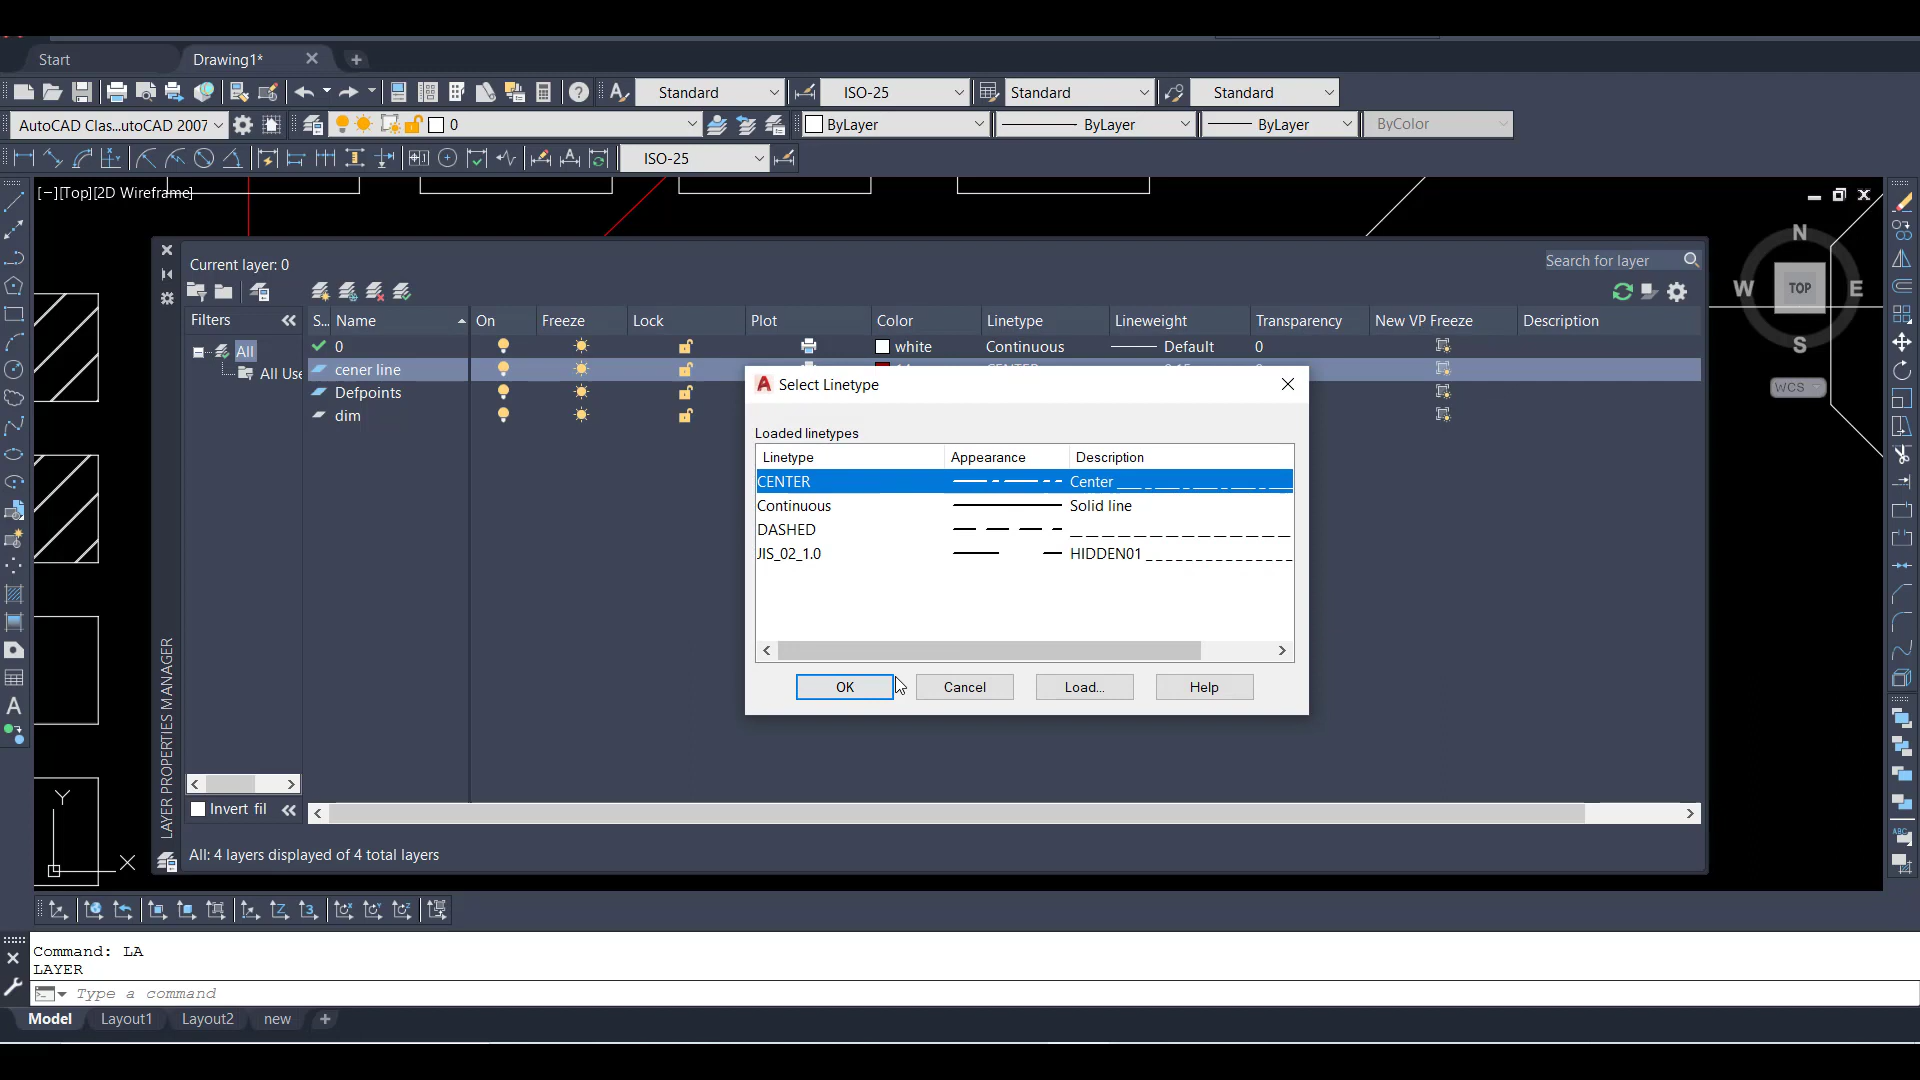 Start
Drawing1*
Standard
ISO-25
Standard
Standard
AutoCAD Clas...utoCAD 2007
0
ByLayer
ByLayer
ByLayer
ByColor
ISO-25
[−][Top][2D Wireframe]
N
W
TOP
E
S
WCS
Current layer: 0
Search for layer
Filters
S... Name
On
Freeze
Lock
Plot
Color
Linetype
Lineweight
Transparency
New VP Freeze
Description
All
0
white
Continuous
Default
0
All Use
cener line
Defpoints
dim
Select Linetype
Loaded linetypes
Linetype
Appearance
Description
CENTER
Center
Continuous
Solid line
DASHED
JIS_02_1.0
HIDDEN01
OK
Cancel
Load...
Help
Invert fil
LAYER PROPERTIES MANAGER
All: 4 layers displayed of 4 total layers
Y
X
Command: LA
LAYER
Type a command
Model
Layout1
Layout2
new